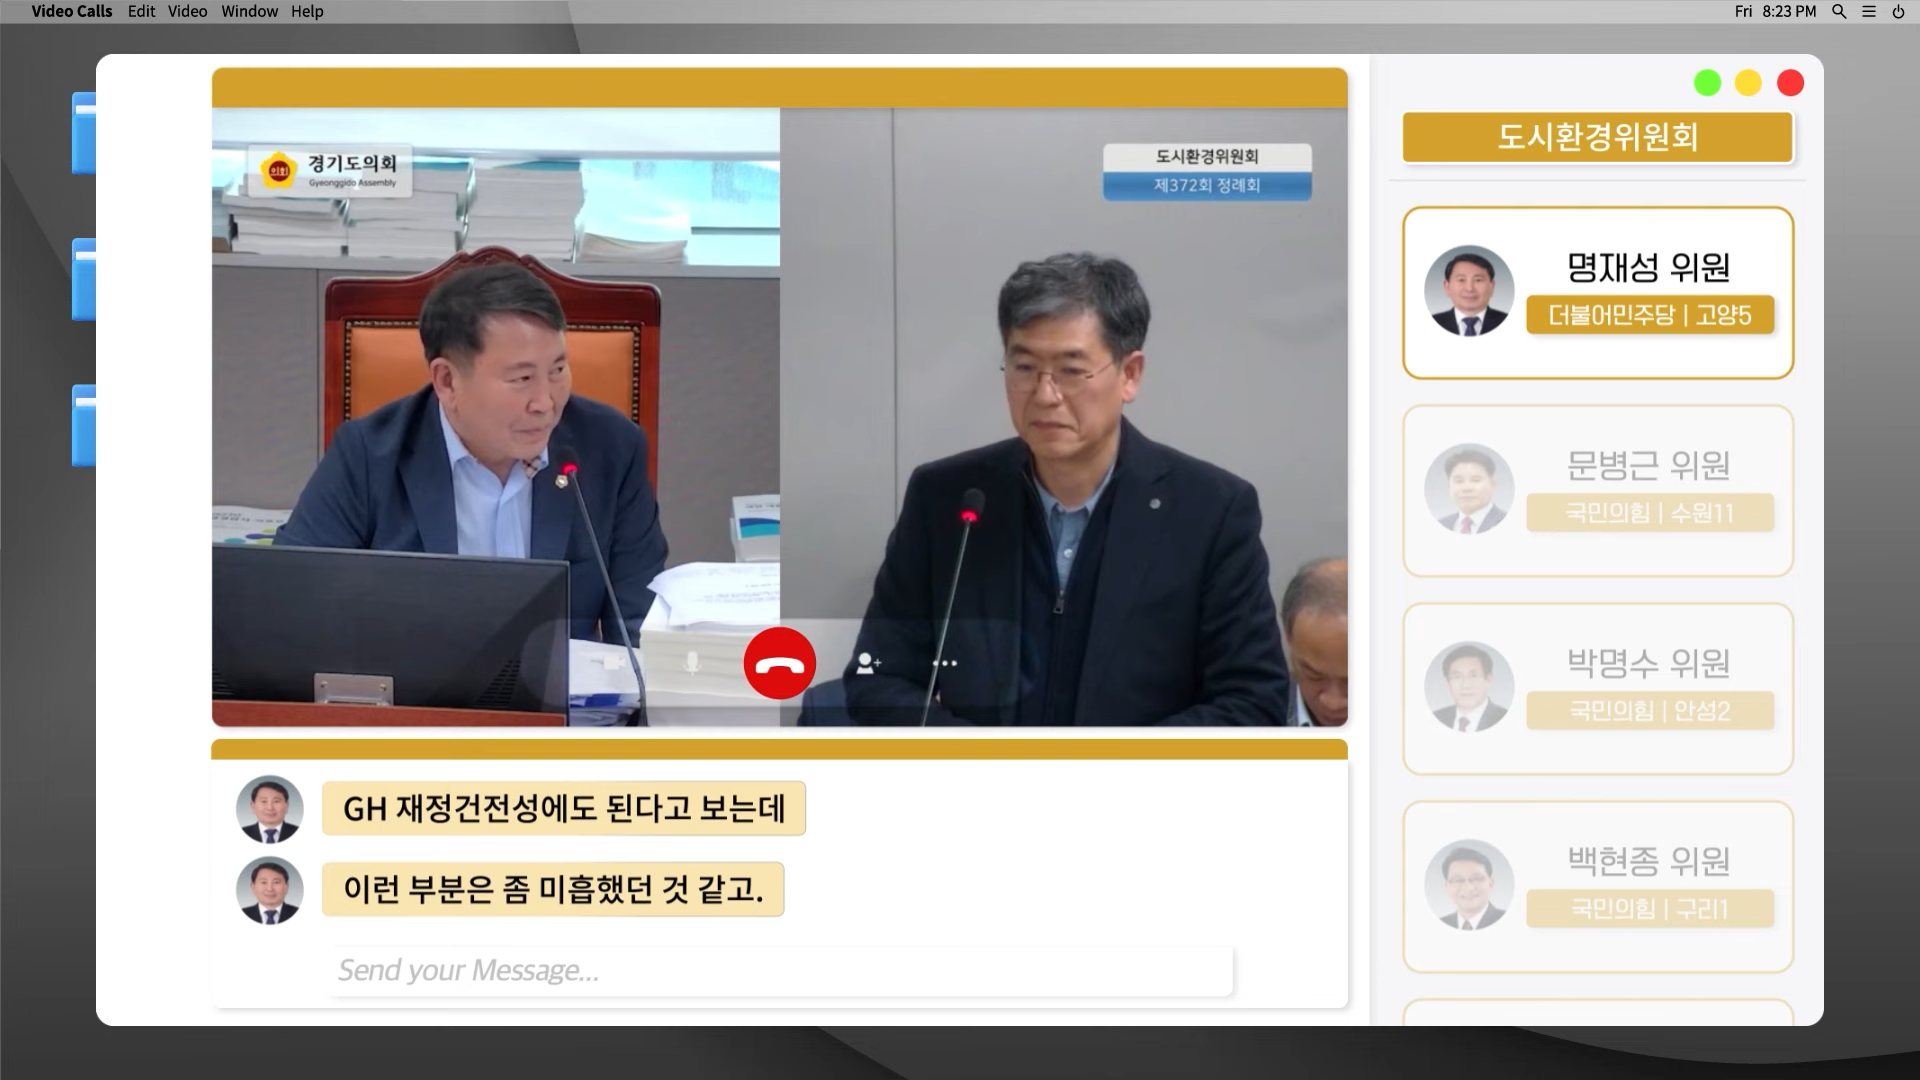 Video Calls Edit Video Window Help
Fri 8:23 PM
경기도의회
Gyeonggido Assembly
의회
도시환경위원회
제372회 정례회
GH 재정건전성에도 된다고 보는데
이런 부분은 좀 미흡했던 것 같고.
Send your Message...
도시환경위원회
명재성 위원
더불어민주당 | 고양5
문병근 위원
국민의힘 | 수원11
박명수 위원
국민의힘 | 안성2
백현종 위원
국민의힘 | 구리1